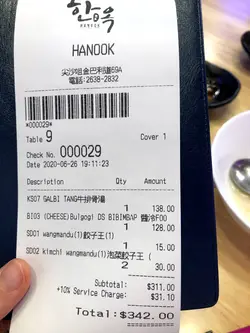 한옥
HANOOK
尖沙咀金巴利道69A
電話:2638-2832
*000029*
Table 9 Cover 1
Check No. 000029
Date 2020-06-26 19:11:23
Description Qty Amount
KS07 GALBI TANG牛排骨湯
1 138.00
BI03 (CHEESE)Bulgogi DS BIBIMBAP
1 128.00
SD01 wangmandu(1)餃子王(1)
1 15.00
SD02 kimchi wangmandu(1)泡菜餃子王(
2 30.00
Subtotal: $311.00
+10% Service Charge: $31.10
Total:$342.00